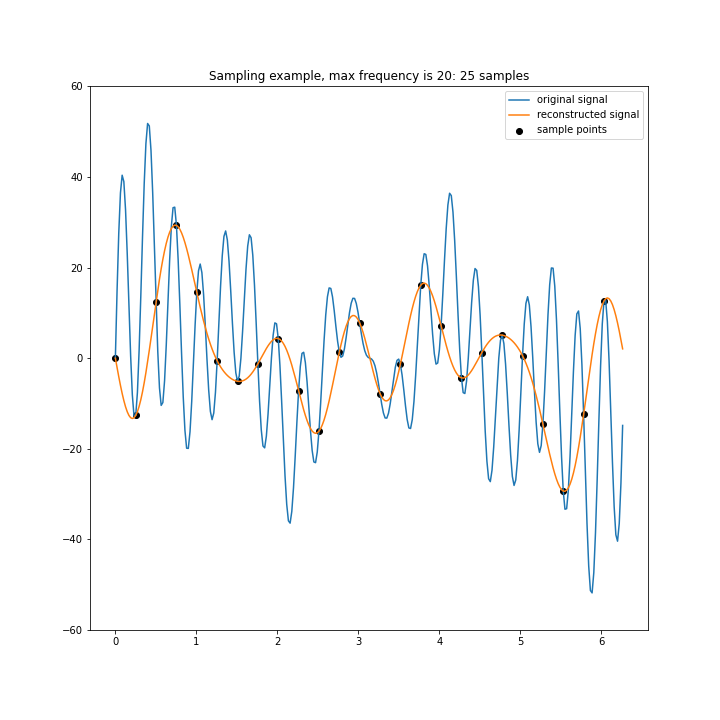 Sampling example, max frequency is 20: 25 samples
original signal
reconstructed signal
sample points
60
40
20
0
−20
−40
−60
0 1 2 3 4 5 6